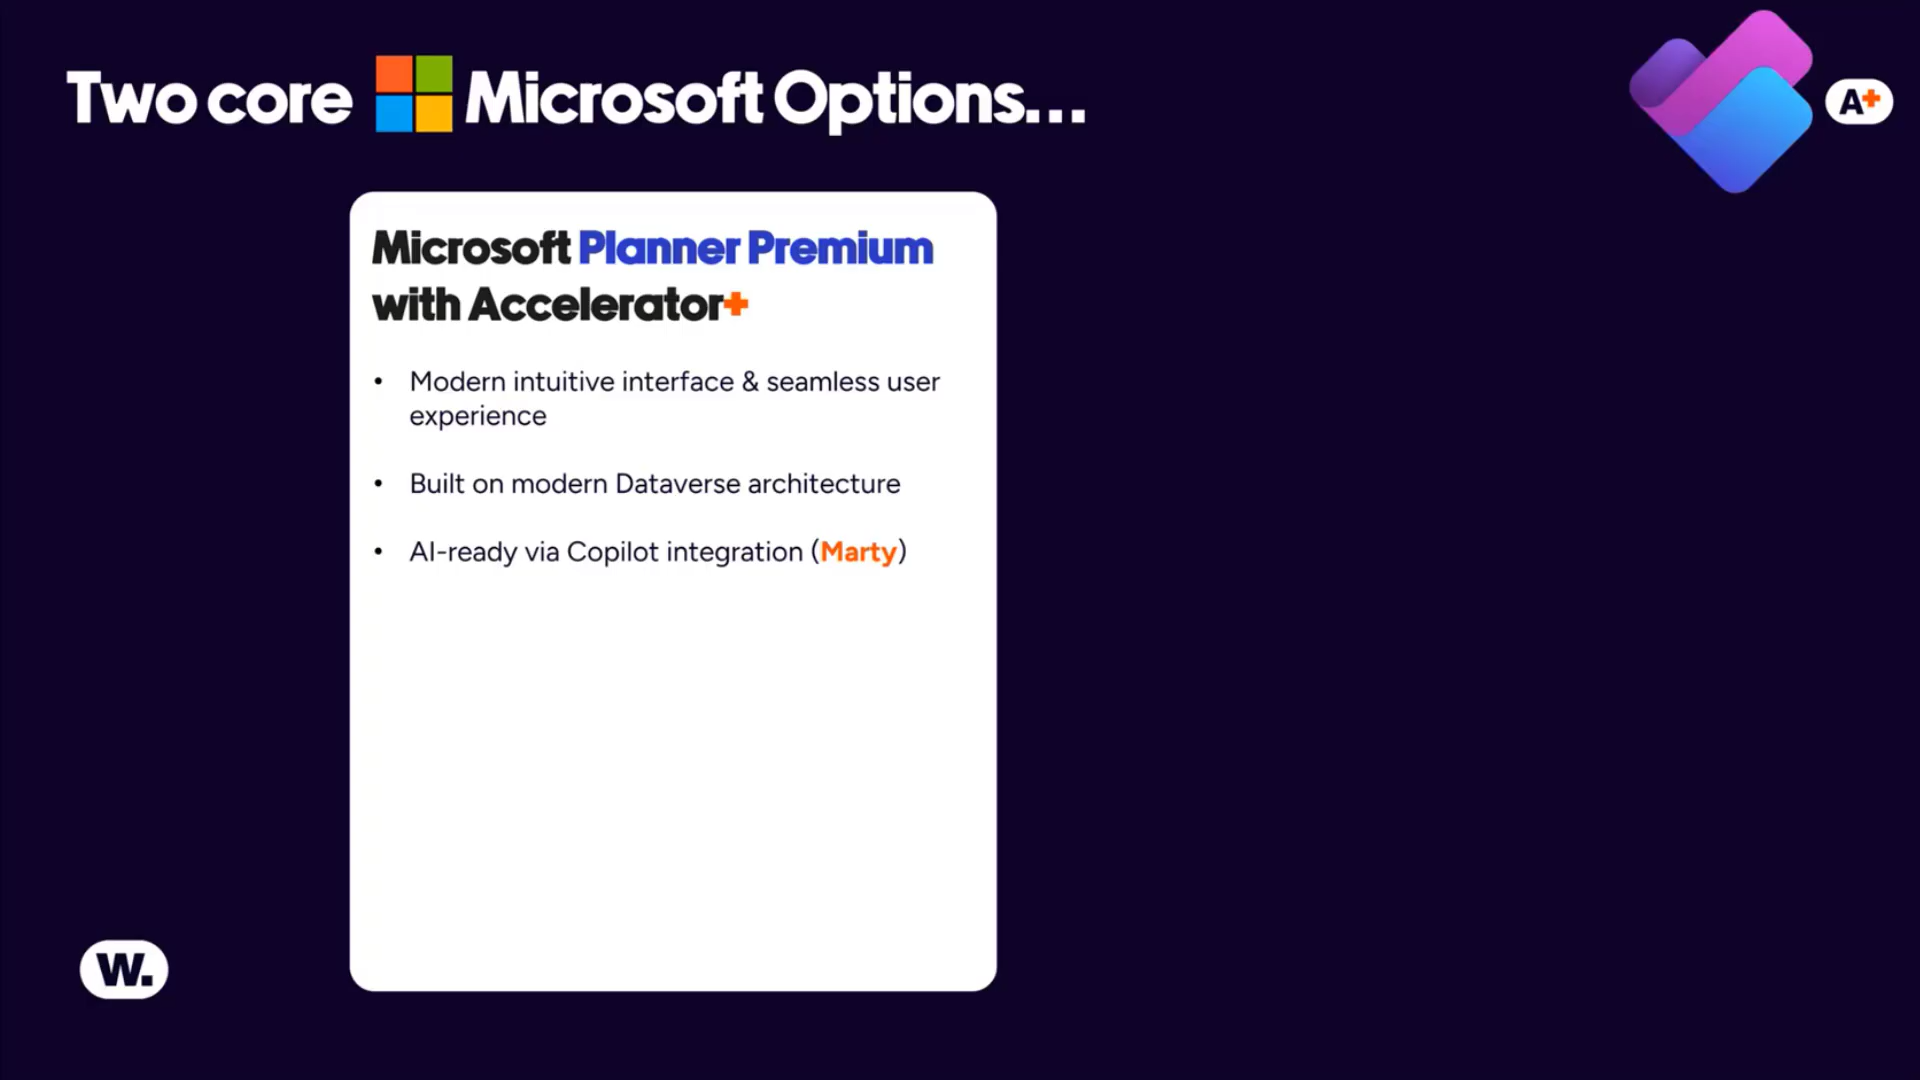 Two core Microsoft Options...
A+
Microsoft Planner Premium
with Accelerator+
• Modern intuitive interface & seamless user
experience
• Built on modern Dataverse architecture
• AI-ready via Copilot integration (Marty)
W.